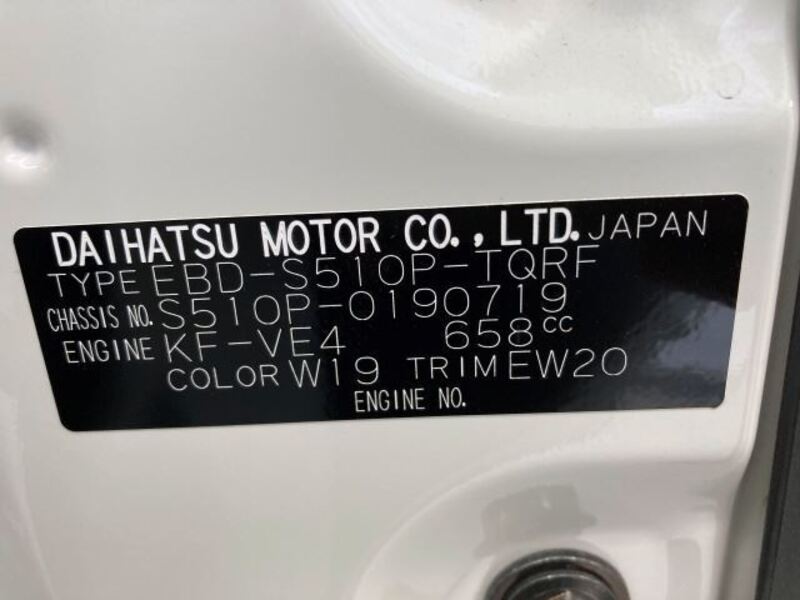 DAIHATSU MOTOR CO., LTD. JAPAN
TYPE EBD-S510P-TQRF
CHASSIS NO. S510P-0190719
ENGINE KF-VE4 658cc
COLOR W19 TRIM EW20
ENGINE NO.